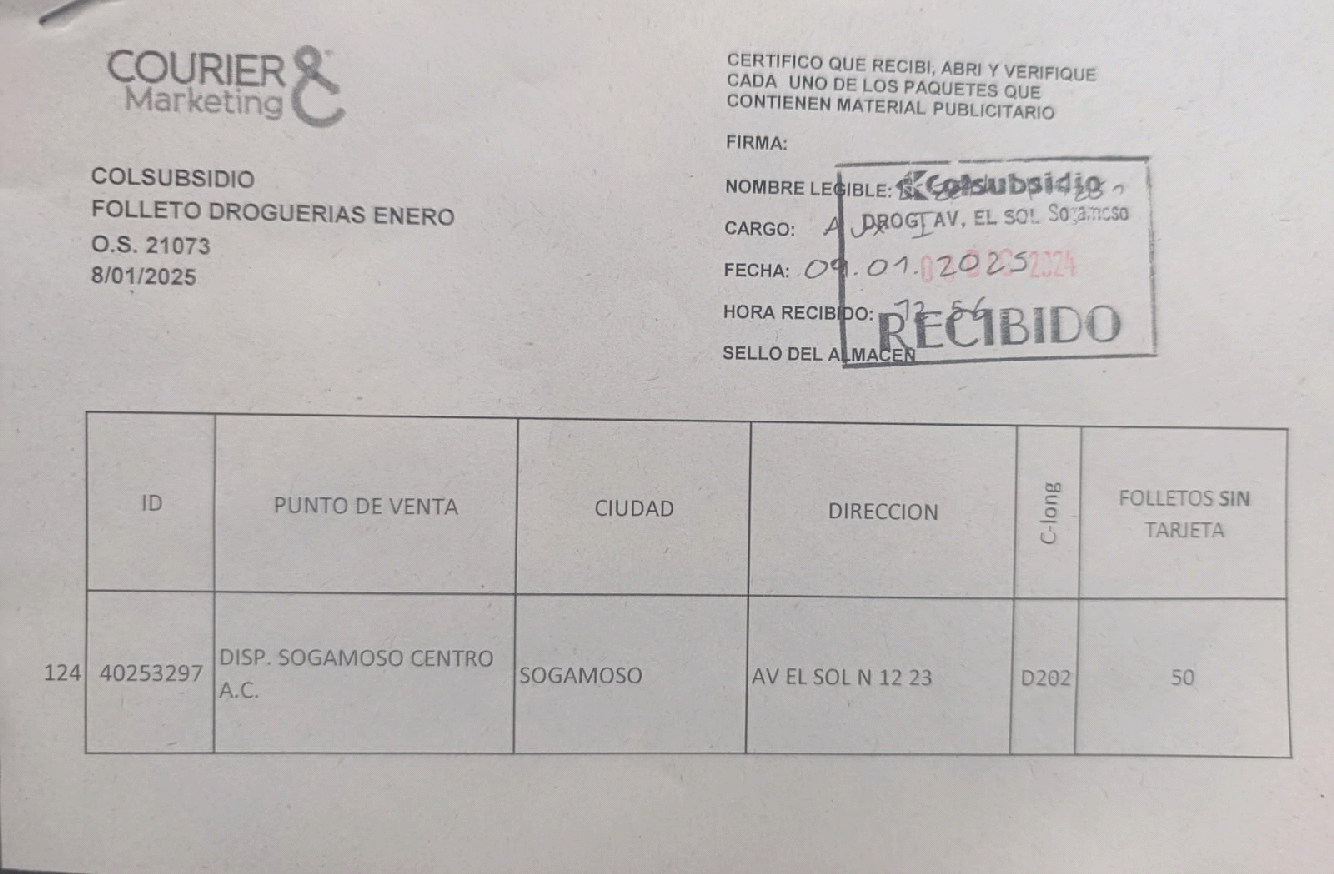 COURIER
Marketing
COLSUBSIDIO
FOLLETO DROGUERIAS ENERO
O.S. 21073
8/01/2025
CERTIFICO QUE RECIBI, ABRI Y VERIFIQUE
CADA UNO DE LOS PAQUETES QUE
CONTIENEN MATERIAL PUBLICITARIO
FIRMA:
NOMBRE LEGIBLE: Colsubsidio
CARGO: DROG AV. EL SOL Sogamoso
FECHA: 09.01.2025 2024
HORA RECIBIDO: 12 56
RECIBIDO
SELLO DEL ALMACEN
ID
PUNTO DE VENTA
CIUDAD
DIRECCION
C-long
FOLLETOS SIN
TARJETA
124 40253297 DISP. SOGAMOSO CENTRO
A.C.
SOGAMOSO
AV EL SOL N 12 23
D202
50